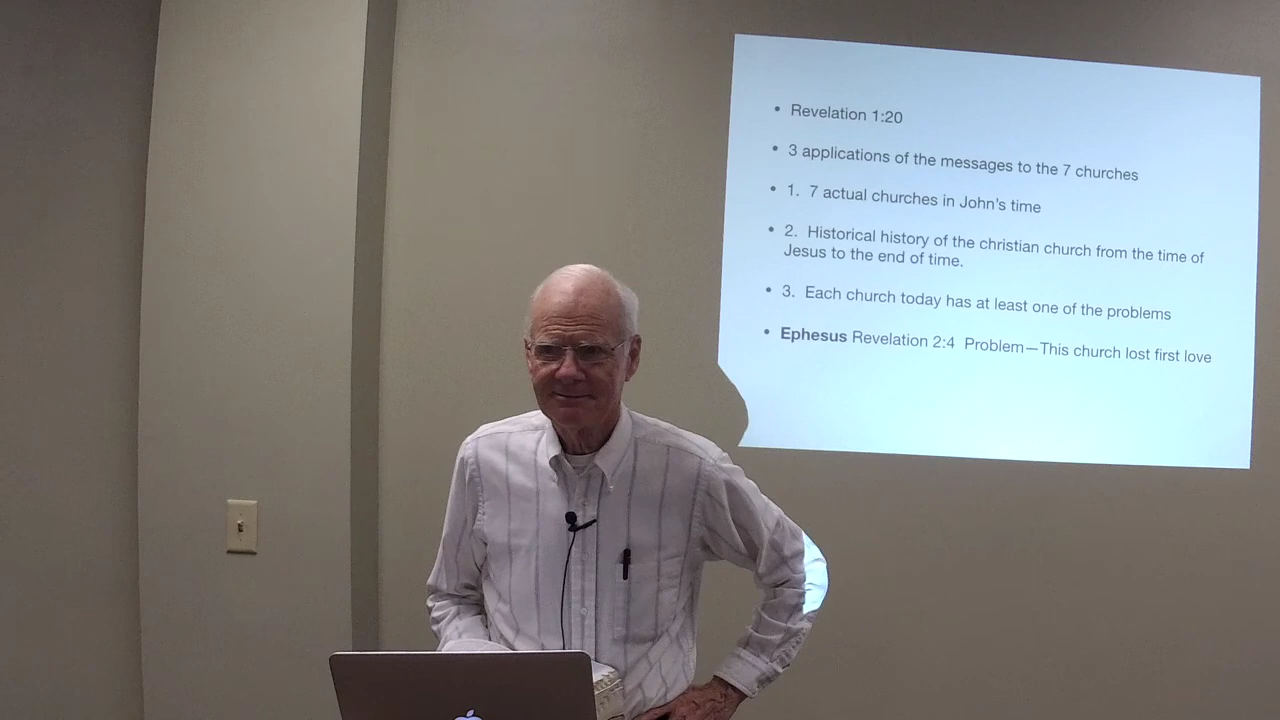 • Revelation 1:20
• 3 applications of the messages to the 7 churches
• 1. 7 actual churches in John's time
• 2. Historical history of the christian church from the time of
Jesus to the end of time.
• 3. Each church today has at least one of the problems
• Ephesus Revelation 2:4 Problem—This church lost first love